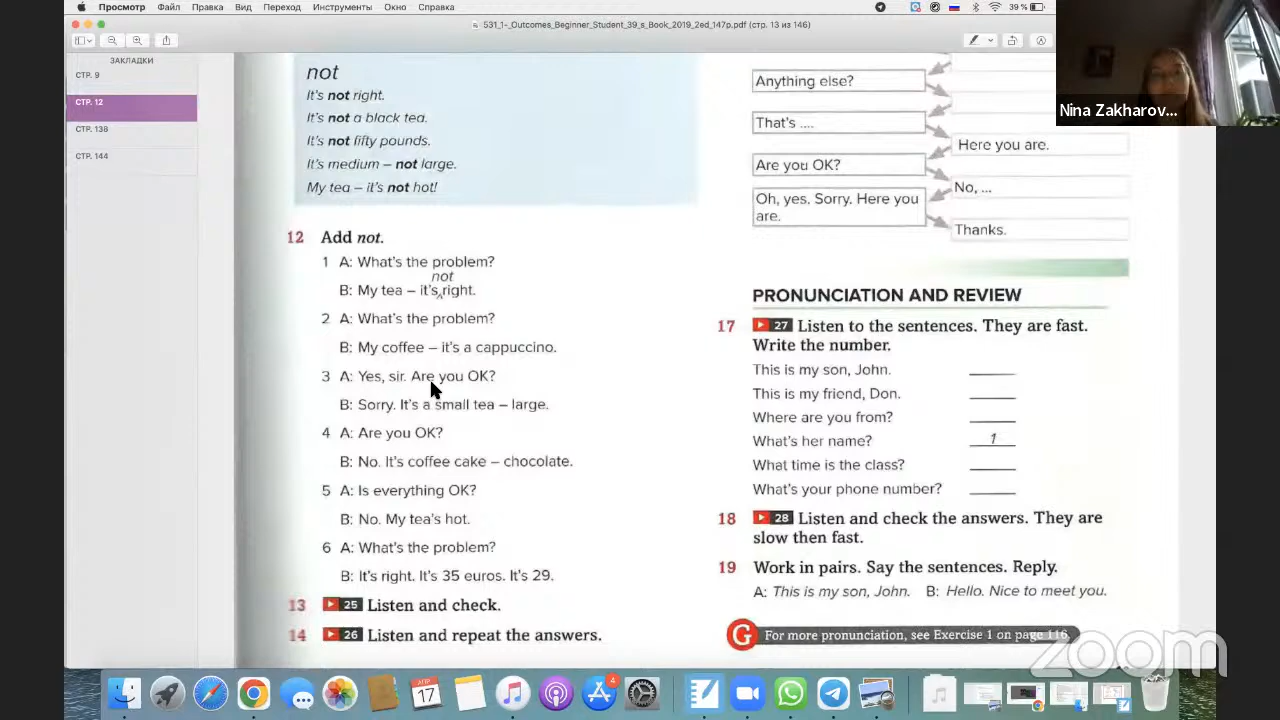 Просмотр Файл Правка Вид Переход Инструменты Окно Справка 39 %
531_1-_Outcomes_Beginner_Student_39_s_Book_2019_2ed_147p.pdf (стр. 13 из 146)
ЗАКЛАДКИ
СТР. 9
СТР. 12
СТР. 138
СТР. 144
not
It's not right.
It's not a black tea.
It's not fifty pounds.
It's medium – not large.
My tea – it's not hot!
12 Add not.
1 A: What's the problem?
not
B: My tea – it's right.
2 A: What's the problem?
B: My coffee – it's a cappuccino.
3 A: Yes, sir. Are you OK?
B: Sorry. It's a small tea – large.
4 A: Are you OK?
B: No. It's coffee cake – chocolate.
5 A: Is everything OK?
B: No. My tea's hot.
6 A: What's the problem?
B: It's right. It's 35 euros. It's 29.
13 25 Listen and check.
14 26 Listen and repeat the answers.
Anything else?
That's ....
Here you are.
Are you OK?
No, ...
Oh, yes. Sorry. Here you
are.
Thanks.
PRONUNCIATION AND REVIEW
17 27 Listen to the sentences. They are fast.
Write the number.
This is my son, John.
This is my friend, Don.
Where are you from?
What's her name? 1
What time is the class?
What's your phone number?
18 28 Listen and check the answers. They are
slow then fast.
19 Work in pairs. Say the sentences. Reply.
A: This is my son, John. B: Hello. Nice to meet you.
G For more pronunciation, see Exercise 1 on page 116.
Nina Zakharov...
zoom
АПР
17
4